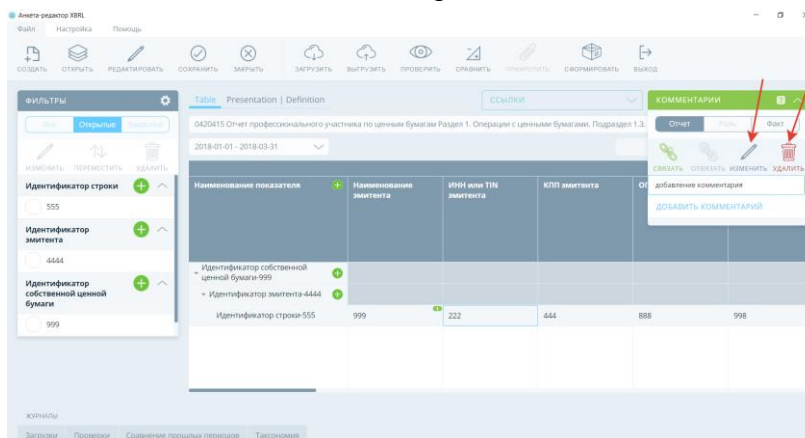 Анкета-редактор XBRL
Файл Настройка Помощь
СОЗДАТЬ ОТКРЫТЬ РЕДАКТИРОВАТЬ СОХРАНИТЬ ЗАКРЫТЬ ЗАГРУЗИТЬ ВЫГРУЗИТЬ ПРОВЕРИТЬ СРАВНИТЬ ПРИКРЕПИТЬ СФОРМИРОВАТЬ ВЫХОД
ФИЛЬТРЫ
Все Открытые Закрытые
ИЗМЕНИТЬ ПЕРЕМЕСТИТЬ УДАЛИТЬ
Идентификатор строки
555
Идентификатор
эмитента
4444
Идентификатор
собственной ценной
бумаги
999
Table Presentation | Definition
ССЫЛКИ
0420415 Отчет профессионального участника по ценным бумагам Раздел 1. Операции с ценными бумагами. Подраздел 1.3.
2018-01-01 - 2018-03-31
Наименование показателя
Наименование
эмитента
ИНН или TIN
эмитента
КПП эмитента
Идентификатор собственной
ценной бумаги-999
Идентификатор эмитента-4444
Идентификатор строки-555 999 222 444 888 998
КОММЕНТАРИИ
Отчет Роль Факт
СВЯЗАТЬ ОТВЯЗАТЬ ИЗМЕНИТЬ УДАЛИТЬ
добавление комментария
ДОБАВИТЬ КОММЕНТАРИЙ
ЖУРНАЛЫ
Загрузки Проверки Сравнение прошлых периодов Таксономия